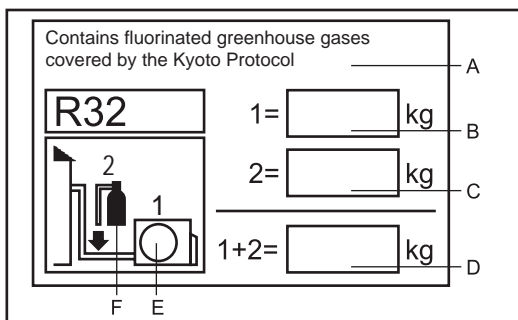 Contains fluorinated greenhouse gases
covered by the Kyoto Protocol
A
R32
1= kg
B
2= kg
C
1+2= kg
D
2
1
F E